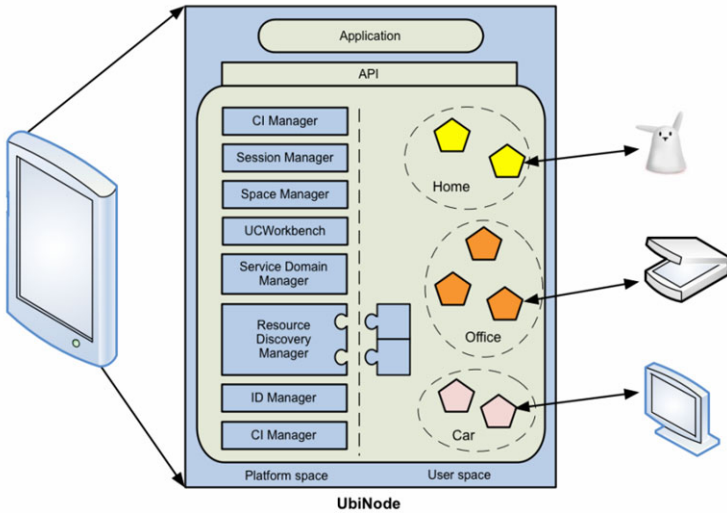 Application
API
CI Manager
Session Manager
Space Manager
UCWorkbench
Service Domain
Manager
Resource
Discovery
Manager
ID Manager
CI Manager
Home
Office
Car
Platform space
User space
UbiNode